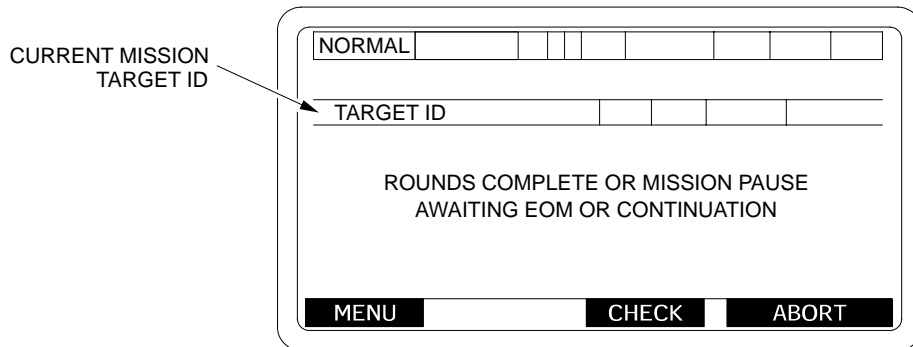 CURRENT MISSION
TARGET ID
NORMAL
TARGET ID
ROUNDS COMPLETE OR MISSION PAUSE
AWAITING EOM OR CONTINUATION
MENU CHECK ABORT